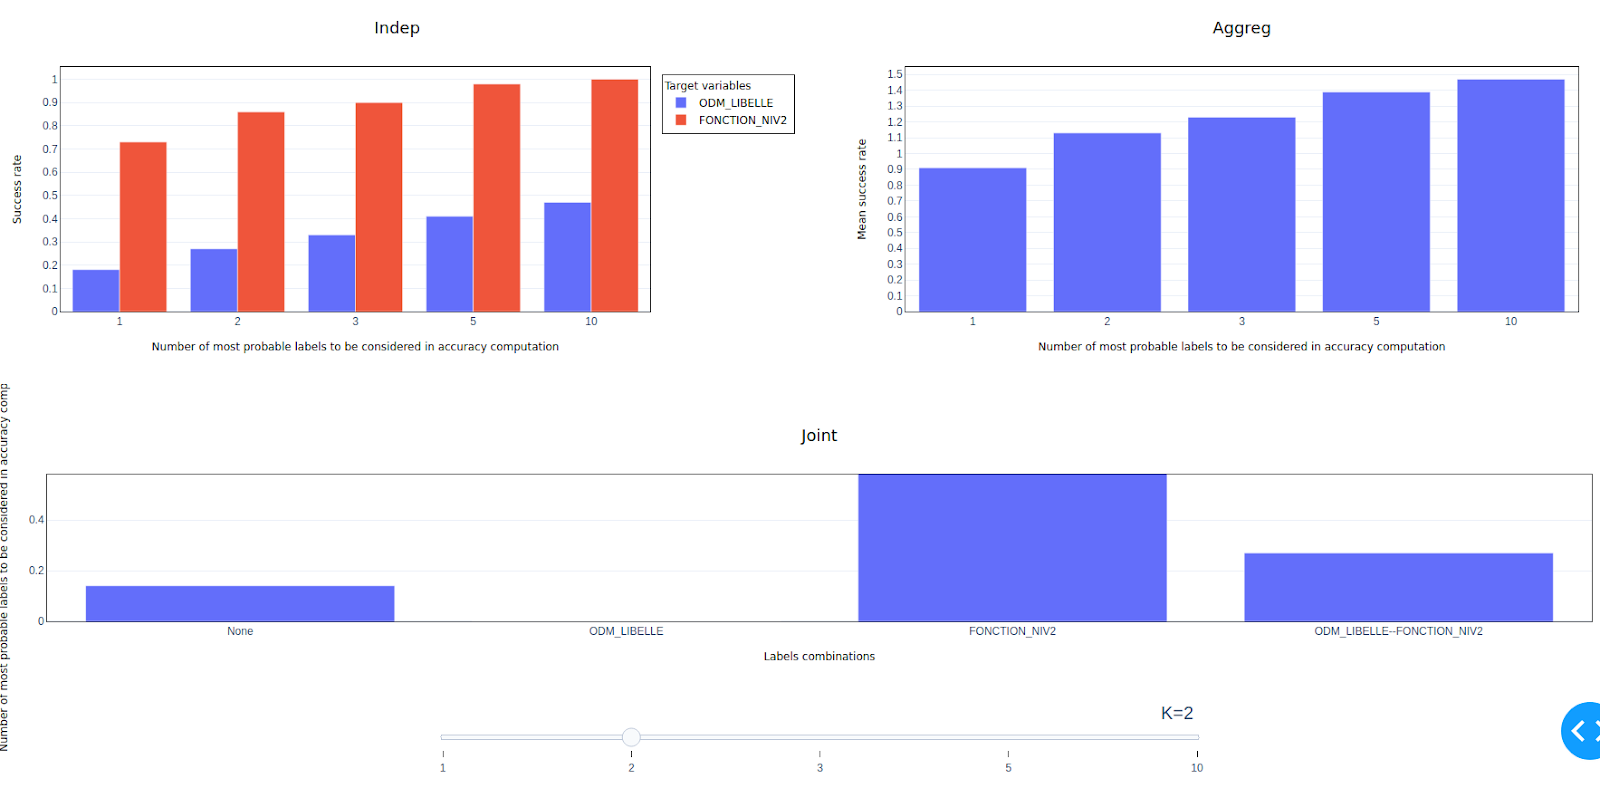 Indep
1
0.9
0.8
0.7
0.6
0.5
0.4
0.3
0.2
0.1
0
Success rate
1 2 3 5 10
Number of most probable labels to be considered in accuracy computation
Target variables
ODM_LIBELLE
FONCTION_NIV2
Aggreg
1.5
1.4
1.3
1.2
1.1
1
0.9
0.8
0.7
0.6
0.5
0.4
0.3
0.2
0.1
0
Mean success rate
1 2 3 5 10
Number of most probable labels to be considered in accuracy computation
Joint
Number of most probable labels to be considered in accuracy comp
0.4
0.2
0
None ODM_LIBELLE FONCTION_NIV2 ODM_LIBELLE--FONCTION_NIV2
Labels combinations
K=2
1 2 3 5 10